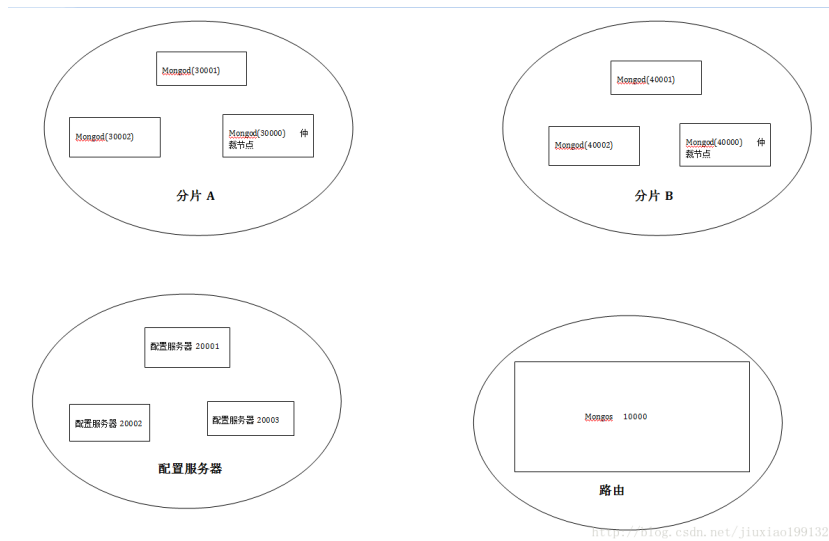 Mongod(30001)
Mongod(30002)
Mongod(30000) 仲
裁节点
分片 A
Mongod(40001)
Mongod(40002)
Mongod(40000) 仲
裁节点
分片 B
配置服务器 20001
配置服务器 20002
配置服务器 20003
配置服务器
Mongos 10000
路由
http://blog.csdn.net/jiuxiao199132